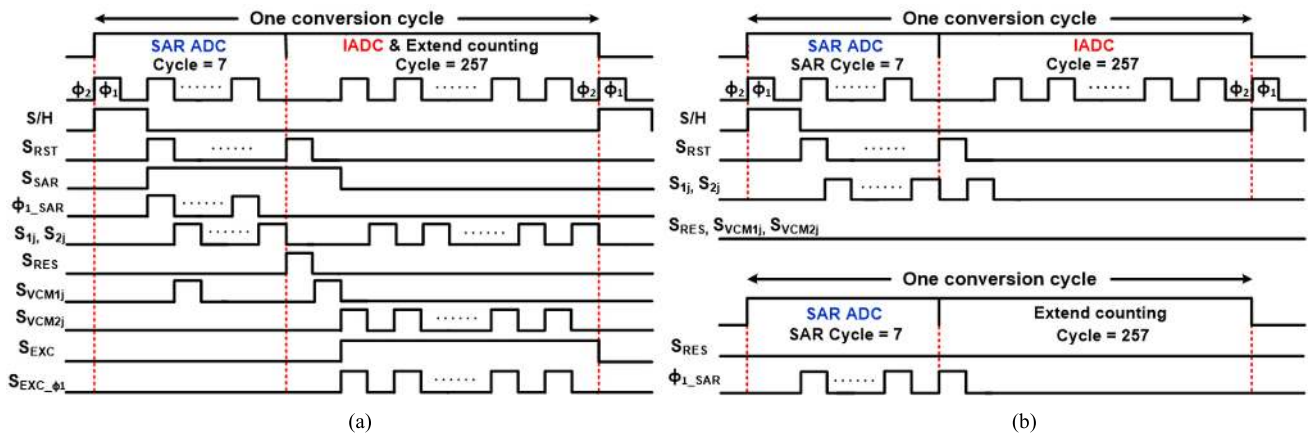 One conversion cycle
SAR ADC
IADC & Extend counting
Cycle = 7
Cycle = 257
ϕ2 ϕ1 ...... ...... ϕ2 ϕ1
S/H
SRST ......
SSAR
ϕ1_SAR ......
S1j, S2j ...... ......
SRES
SVCM1j
SVCM2j ......
SEXC
SEXC_ϕ1 ......
(a)
One conversion cycle
SAR ADC
IADC
SAR Cycle = 7
Cycle = 257
ϕ2 ϕ1 ...... ...... ϕ2 ϕ1
S/H
SRST ......
S1j, S2j ......
SRES, SVCM1j, SVCM2j
One conversion cycle
SAR ADC
Extend counting
SAR Cycle = 7
Cycle = 257
SRES
ϕ1_SAR ......
(b)